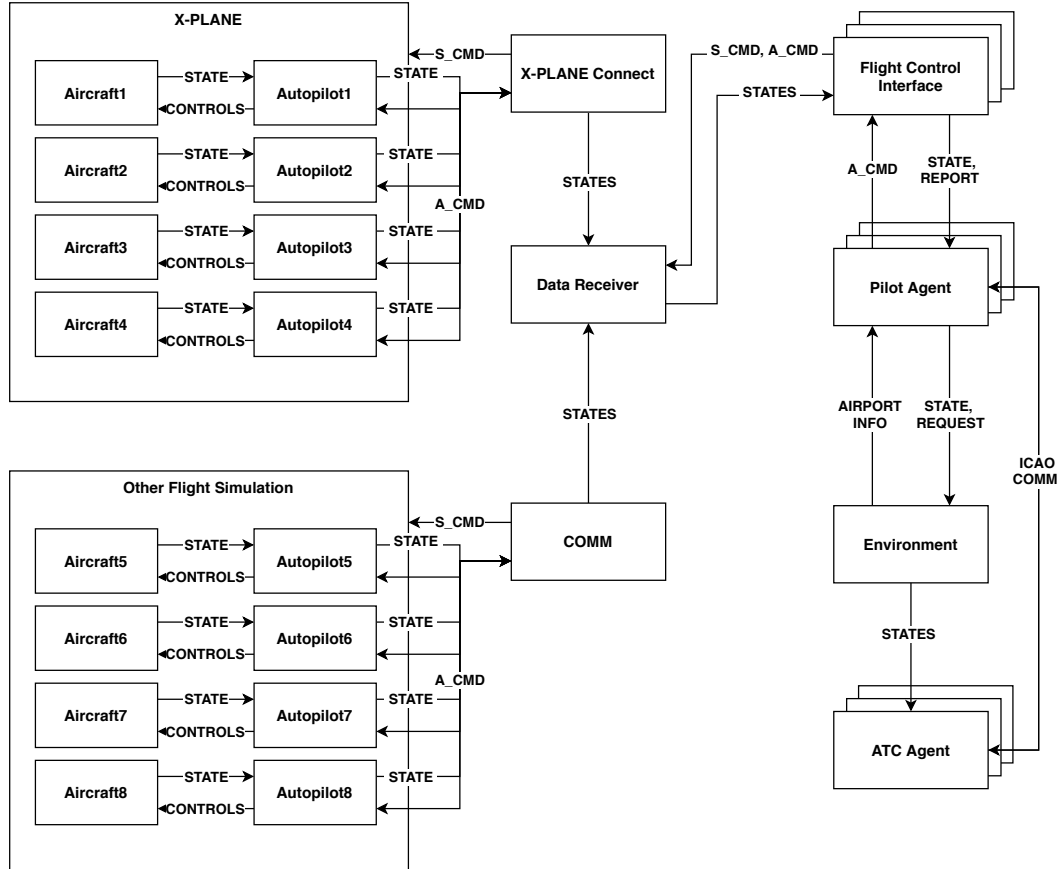 X-PLANE
S_CMD
X-PLANE Connect
S_CMD, A_CMD
Flight Control
Interface
Aircraft1
STATE
CONTROLS
Autopilot1
STATE
STATES
Aircraft2
STATE
CONTROLS
Autopilot2
STATE
STATES
A_CMD
STATE,
REPORT
A_CMD
Aircraft3
STATE
CONTROLS
Autopilot3
STATE
Data Receiver
Pilot Agent
Aircraft4
STATE
CONTROLS
Autopilot4
STATE
STATES
AIRPORT
INFO
STATE,
REQUEST
ICAO
COMM
Other Flight Simulation
S_CMD
COMM
Environment
Aircraft5
STATE
CONTROLS
Autopilot5
STATE
Aircraft6
STATE
CONTROLS
Autopilot6
STATE
STATES
A_CMD
Aircraft7
STATE
CONTROLS
Autopilot7
STATE
ATC Agent
Aircraft8
STATE
CONTROLS
Autopilot8
STATE